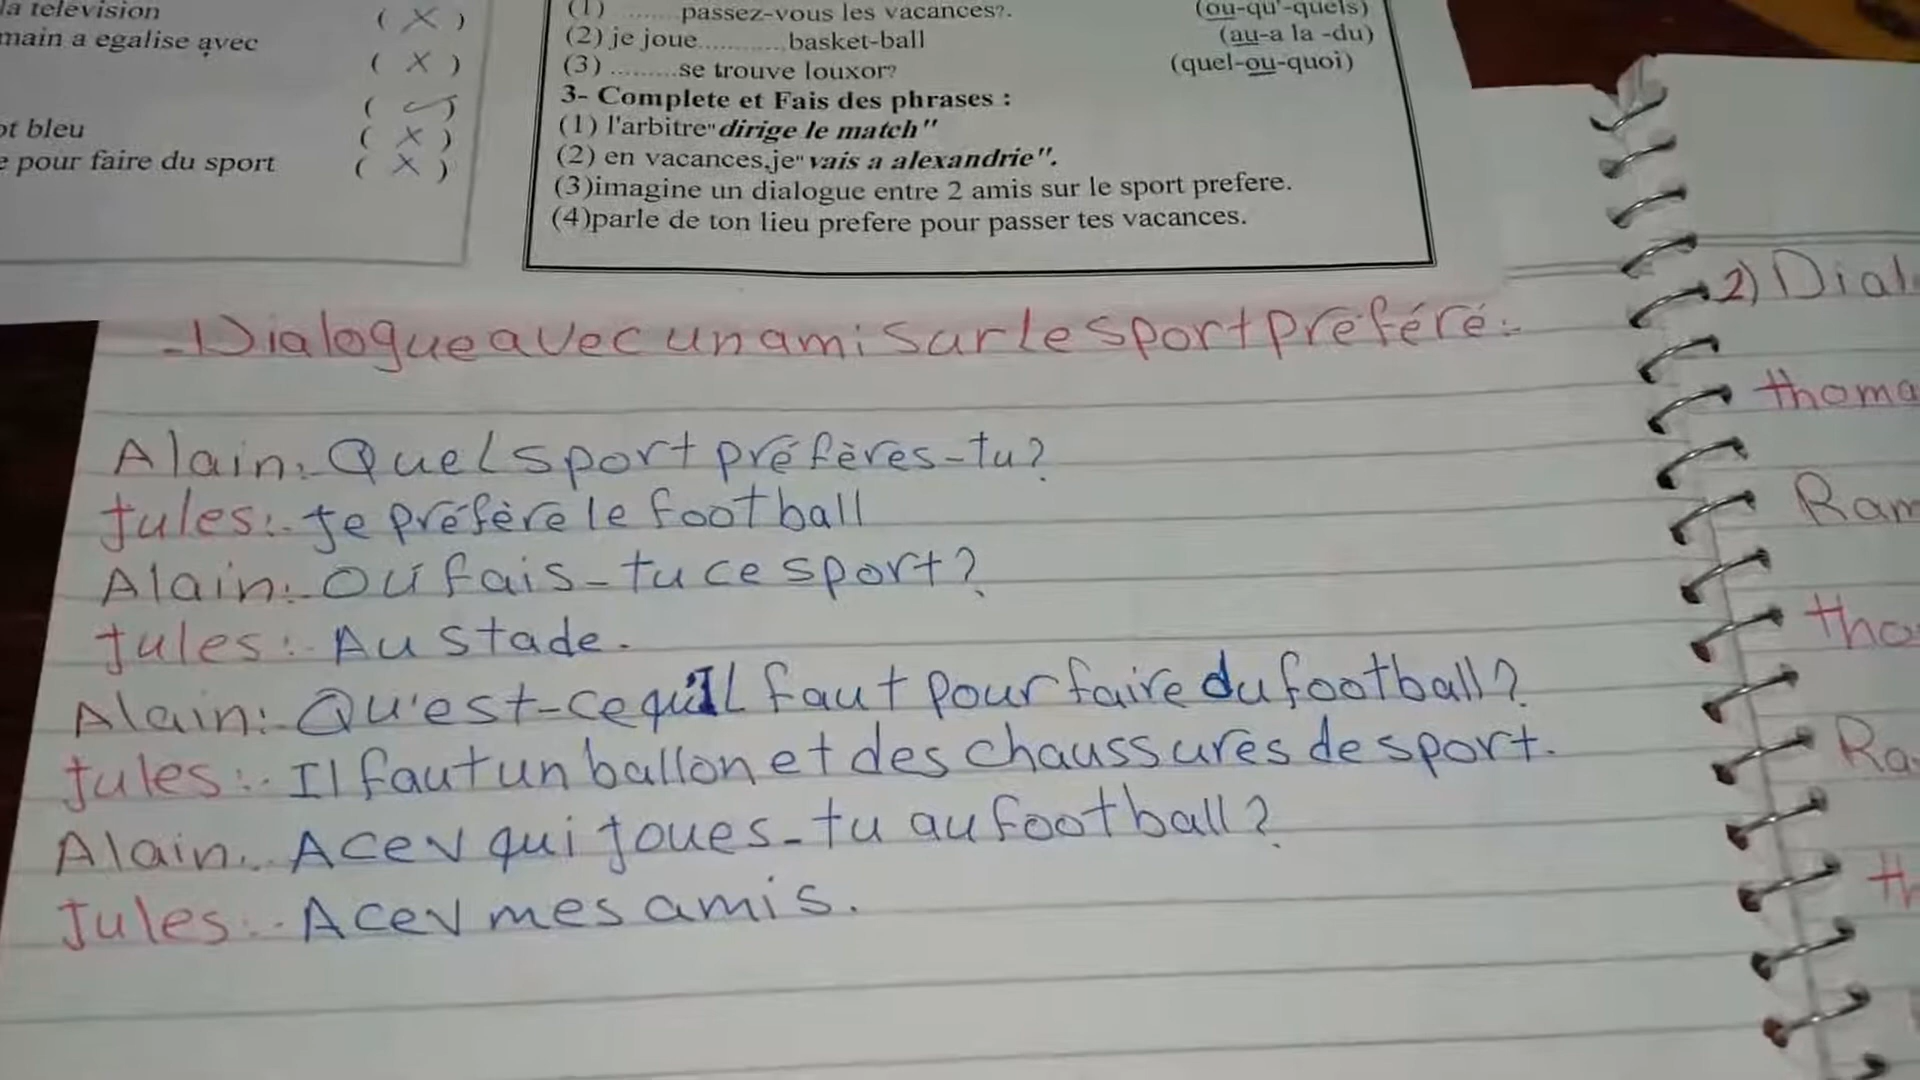 la television ( X )
main a egalise avec
( X )
( ✓ )
ot bleu ( X )
e pour faire du sport ( X )
(1) ........passez-vous les vacances?. (ou-qu'-quels)
(2) je joue............basket-ball (au-a la -du)
(3) .........se trouve louxor? (quel-ou-quoi)
3- Complete et Fais des phrases :
(1) l'arbitre"dirige le match"
(2) en vacances,je"vais a alexandrie".
(3)imagine un dialogue entre 2 amis sur le sport prefere.
(4)parle de ton lieu prefere pour passer tes vacances.
- Dialogue avec un ami sur le sport préféré:-
Alain: Quel sport préfères-tu?
Jules:. Je préfère le football
Alain:. Où fais-tu ce sport?
Jules:. Au stade.
Alain:. Qu'est-ce qu'il faut pour faire du football?
Jules:. Il faut un ballon et des chaussures de sport.
Alain:. Acev qui joues-tu au football?
Jules:. Acev mes amis.
2) Dial
thoma
Ram
tho
Ra
th